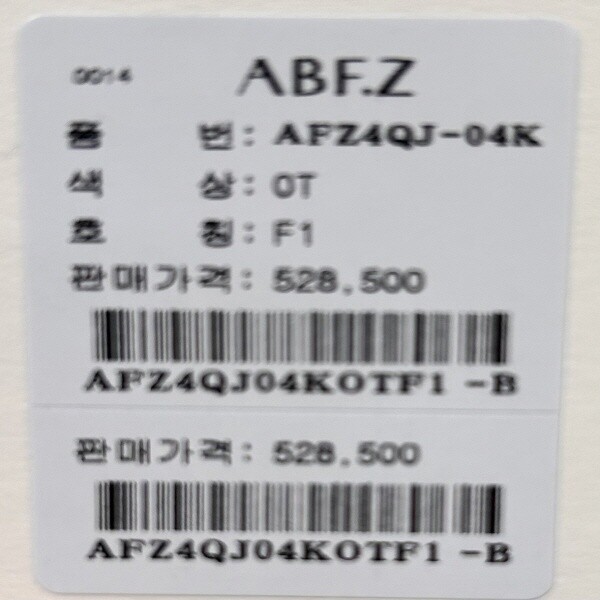 0014 ABF.Z
품 번: AFZ4QJ-04K
색 상: OT
호 칭: F1
판매가격: 528,500
AFZ4QJ04KOTF1 -B
판매가격: 528,500
AFZ4QJ04KOTF1 -B